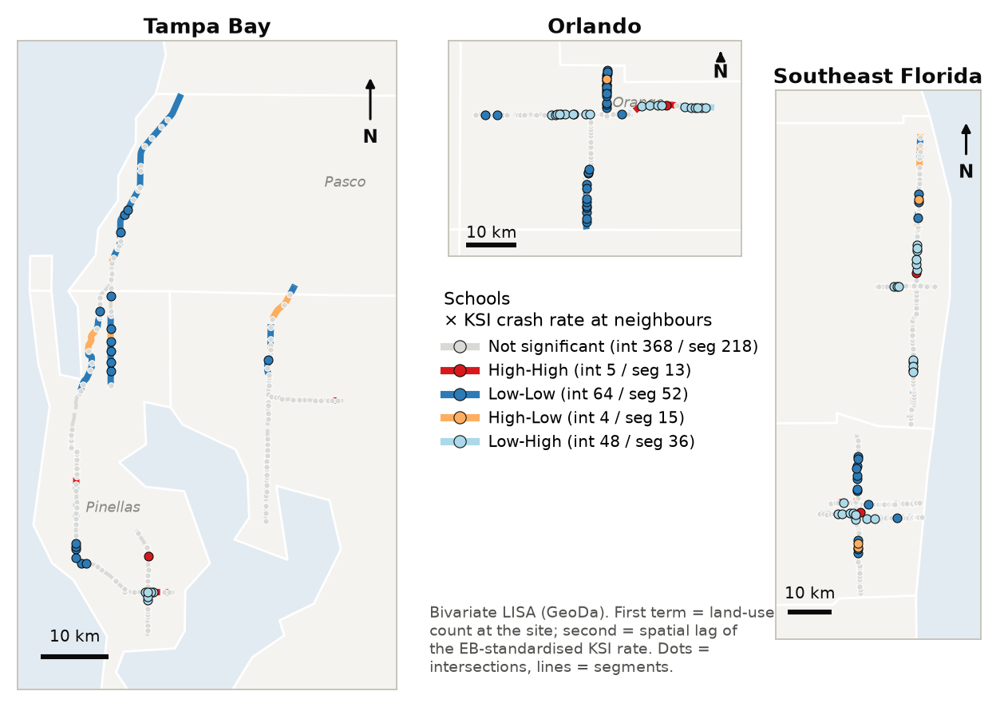 Tampa Bay
Orlando
Southeast Florida
N
Pasco
Pinellas
10 km
N
Orange
10 km
N
10 km
Schools
× KSI crash rate at neighbours
Not significant (int 368 / seg 218)
High-High (int 5 / seg 13)
Low-Low (int 64 / seg 52)
High-Low (int 4 / seg 15)
Low-High (int 48 / seg 36)
Bivariate LISA (GeoDa). First term = land-use
count at the site; second = spatial lag of
the EB-standardised KSI rate. Dots =
intersections, lines = segments.